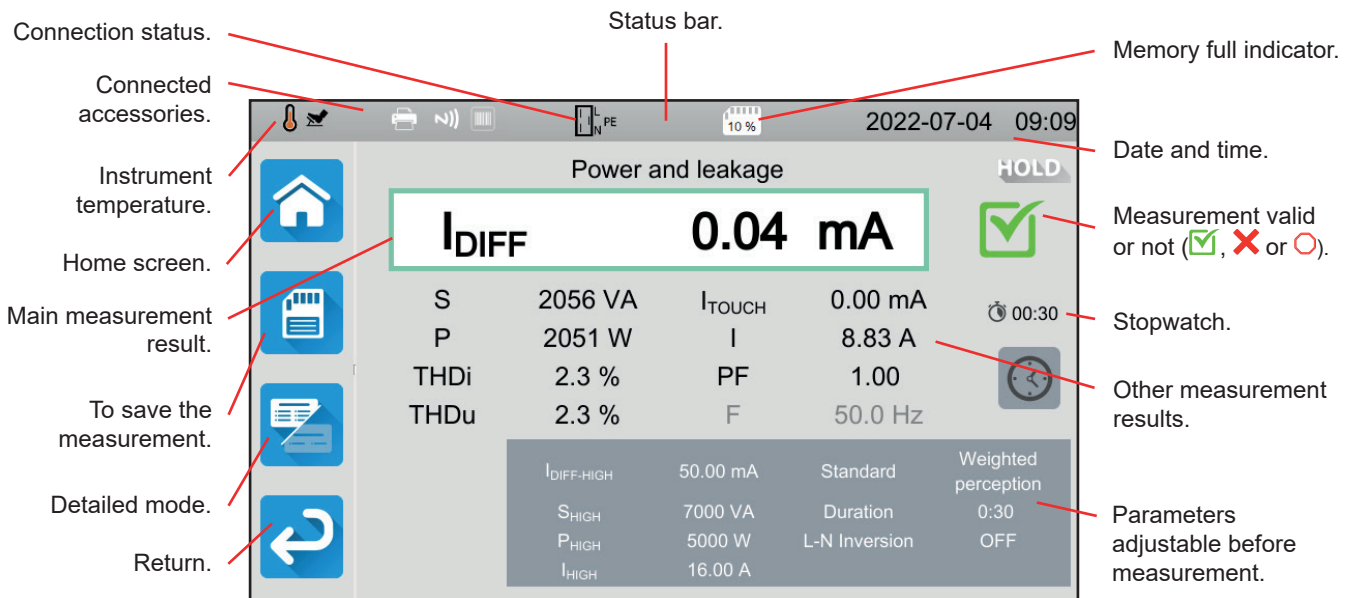 Status bar.
Connection status.
Memory full indicator.
Connected
accessories.
L
N
PE
10 %
2022-07-04 09:09
Date and time.
Instrument
temperature.
Power and leakage
HOLD
IDIFF 0.04 mA
Measurement valid
or not (☑, ✖ or ⯃).
Home screen.
S 2056 VA ITOUCH 0.00 mA
00:30
Main measurement
result.
Stopwatch.
P 2051 W I 8.83 A
THDi 2.3 % PF 1.00
Other measurement
results.
To save the
measurement.
THDu 2.3 % F 50.0 Hz
IDIFF-HIGH 50.00 mA Standard Weighted
perception
Detailed mode.
SHIGH 7000 VA Duration 0:30
PHIGH 5000 W L-N Inversion OFF
IHIGH 16.00 A
Parameters
adjustable before
measurement.
Return.